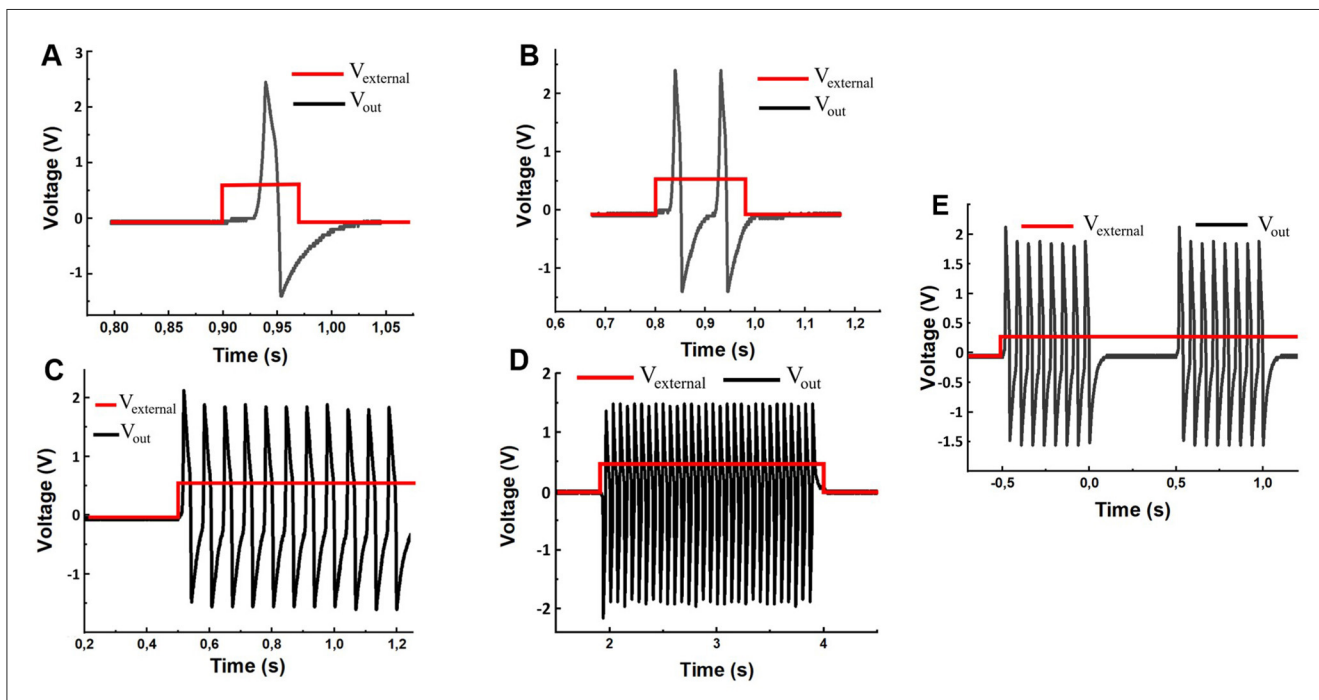 A
3
2
1
0
-1
Voltage (V)
V external
V out
0,80 0,85 0,90 0,95 1,00 1,05
Time (s)
B
3
2
1
0
-1
Voltage (V)
V external
V out
0,6 0,7 0,8 0,9 1,0 1,1 1,2
Time (s)
C
2
1
0
-1
Voltage (V)
V external
V out
0,2 0,4 0,6 0,8 1,0 1,2
Time (s)
D
2
1
0
-1
-2
Voltage (V)
V external
V out
2 3 4
Time (s)
E
2.0
1.5
1.0
0.5
0
-0.5
-1.0
-1.5
Voltage (V)
V external
V out
-0,5 0,0 0,5 1,0
Time (s)